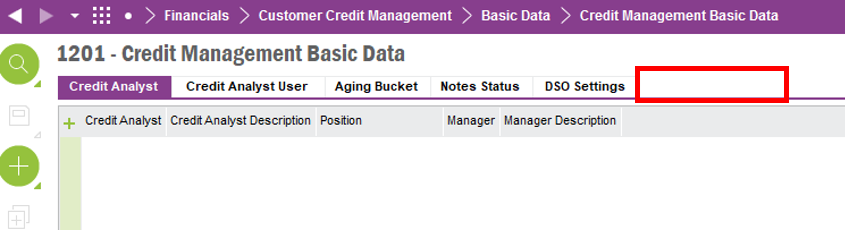 Financials Customer Credit Management Basic Data Credit Management Basic Data
1201 - Credit Management Basic Data
Credit Analyst Credit Analyst User Aging Bucket Notes Status DSO Settings
Credit Analyst Credit Analyst Description Position Manager Manager Description